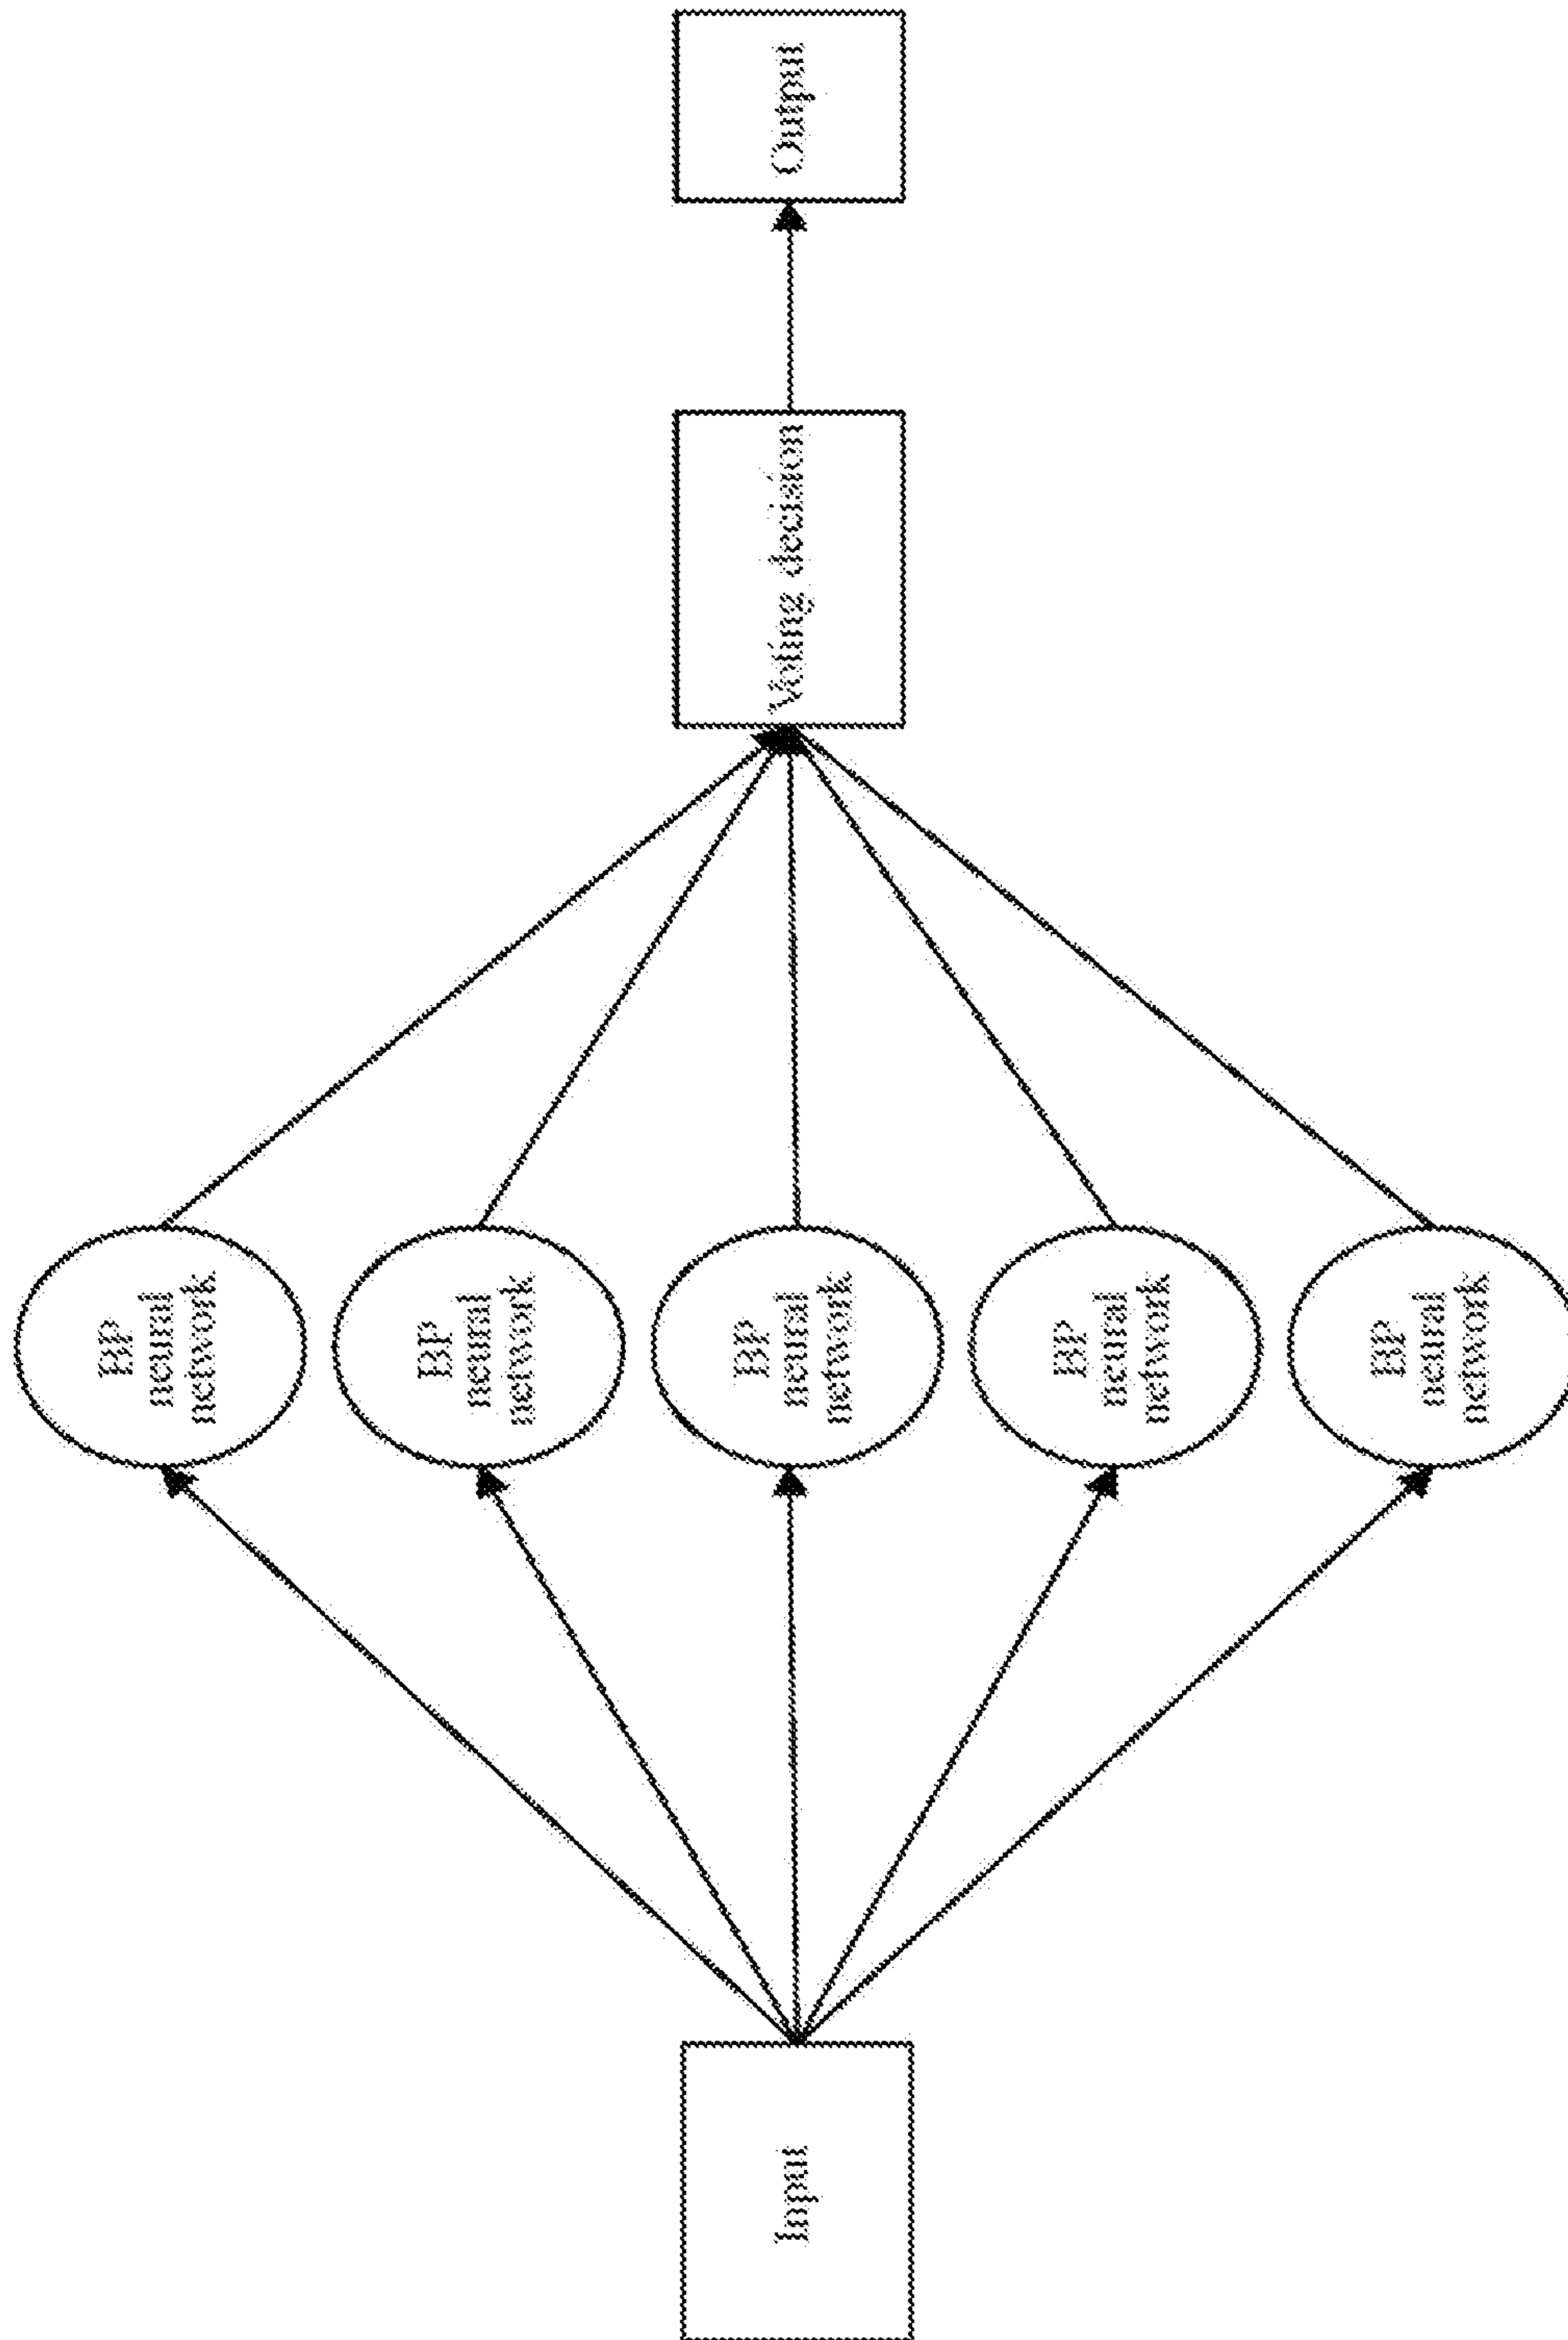 Input
BP
neural
network
BP
neural
network
BP
neural
network
BP
neural
network
BP
neural
network
Voting decision
Output